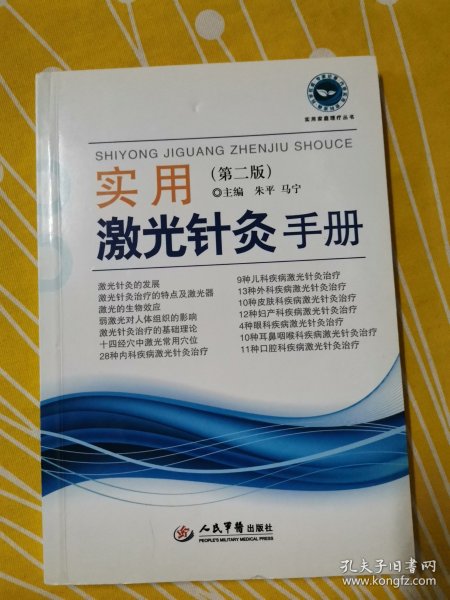 实用家庭理疗丛书
SHIYONG JIGUANG ZHENJIU SHOUCE
实用(第二版)
◎主编 朱平 马宁
激光针灸手册
激光针灸的发展
激光针灸治疗的特点及激光器
激光的生物效应
弱激光对人体组织的影响
激光针灸治疗的基础理论
十四经穴中激光常用穴位
28种内科疾病激光针灸治疗
9种儿科疾病激光针灸治疗
13种外科疾病激光针灸治疗
10种皮肤科疾病激光针灸治疗
12种妇产科疾病激光针灸治疗
4种眼科疾病激光针灸治疗
10种耳鼻咽喉科疾病激光针灸治疗
11种口腔科疾病激光针灸治疗
人民军医出版社
PEOPLE'S MILITARY MEDICAL PRESS
孔夫子旧书网
www.kongfz.com